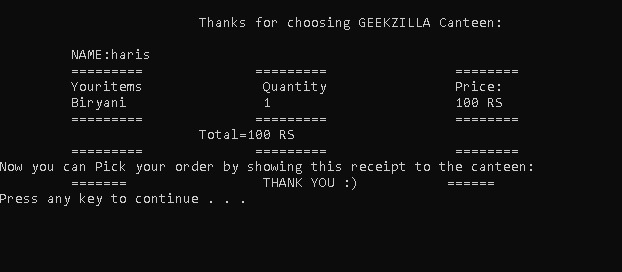 Thanks for choosing GEEKZILLA Canteen:
NAME:haris
========= ========= ========
Youritems Quantity Price:
Biryani 1 100 RS
========= ========= ========
Total=100 RS
========= ========= ========
Now you can Pick your order by showing this receipt to the canteen:
======= THANK YOU :) ======
Press any key to continue . . .